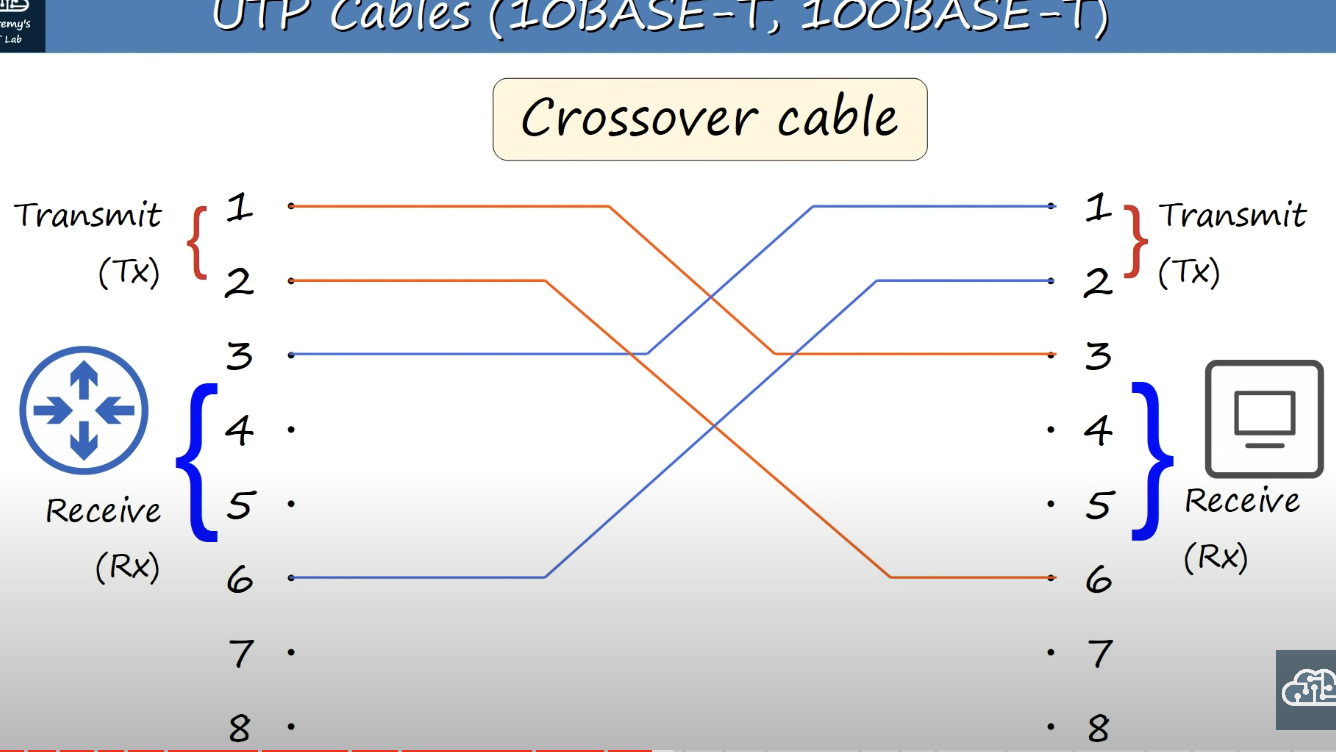 UTP Cables (10BASE-T, 100BASE-T)
Lab
Crossover cable
Transmit
(Tx)
1
2
3
4
5
6
7
8
Receive
(Rx)
1
2
3
4
5
6
7
8
Transmit
(Tx)
Receive
(Rx)